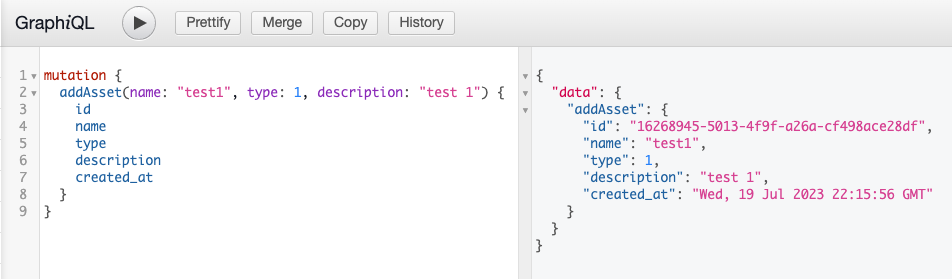 GraphiQL Prettify Merge Copy History
1 mutation {
2 addAsset(name: "test1", type: 1, description: "test 1") {
3 id
4 name
5 type
6 description
7 created_at
8 }
9 }
{
"data": {
"addAsset": {
"id": "16268945-5013-4f9f-a26a-cf498ace28df",
"name": "test1",
"type": 1,
"description": "test 1",
"created_at": "Wed, 19 Jul 2023 22:15:56 GMT"
}
}
}